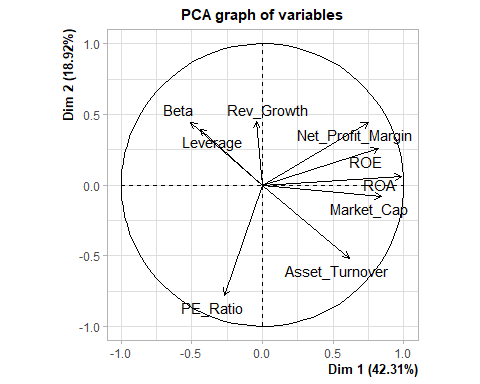 PCA graph of variables
Dim 2 (18.92%)
1.0
0.5
0.0
-0.5
-1.0
Beta
Rev_Growth
Leverage
Net_Profit_Margin
ROE
ROA
Market_Cap
Asset_Turnover
PE_Ratio
-1.0 -0.5 0.0 0.5 1.0
Dim 1 (42.31%)